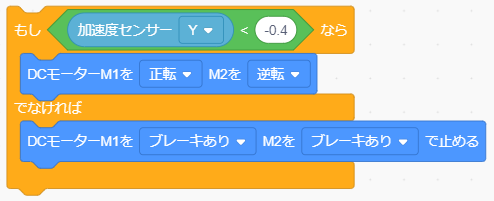 もし 加速度センサー Y < -0.4 なら
DCモーターM1を 正転 M2を 逆転
でなければ
DCモーターM1を ブレーキあり M2を ブレーキあり で止める